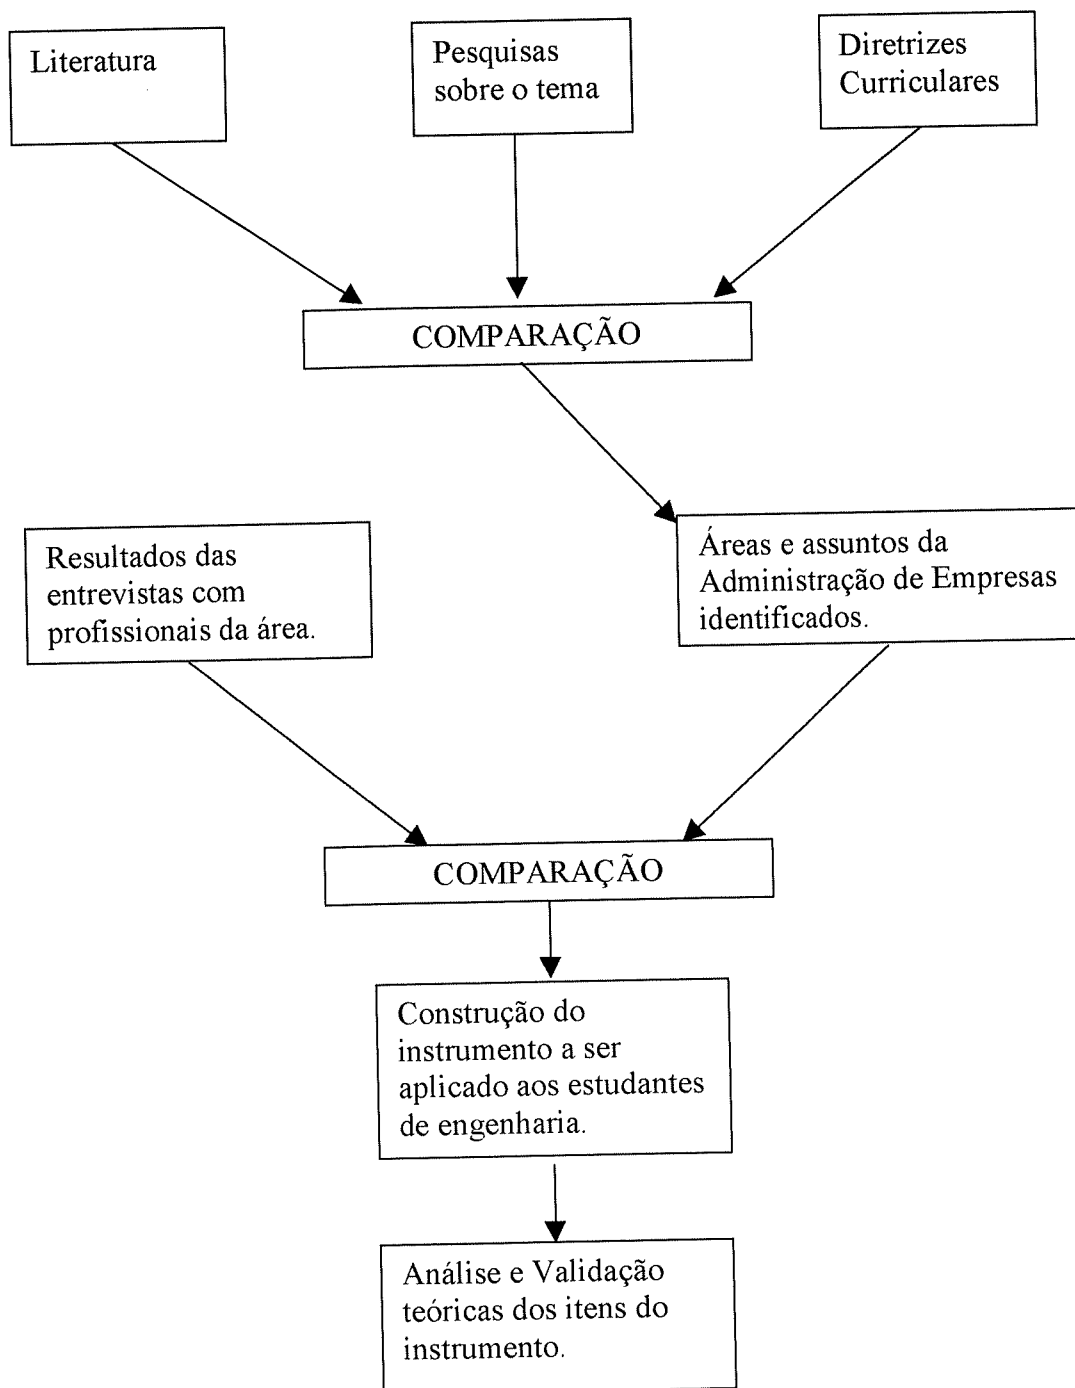 Literatura
Pesquisas
sobre o tema
Diretrizes
Curriculares
COMPARAÇÃO
Resultados das
entrevistas com
profissionais da área.
Áreas e assuntos da
Administração de Empresas
identificados.
COMPARAÇÃO
Construção do
instrumento a ser
aplicado aos estudantes
de engenharia.
Análise e Validação
teóricas dos itens do
instrumento.